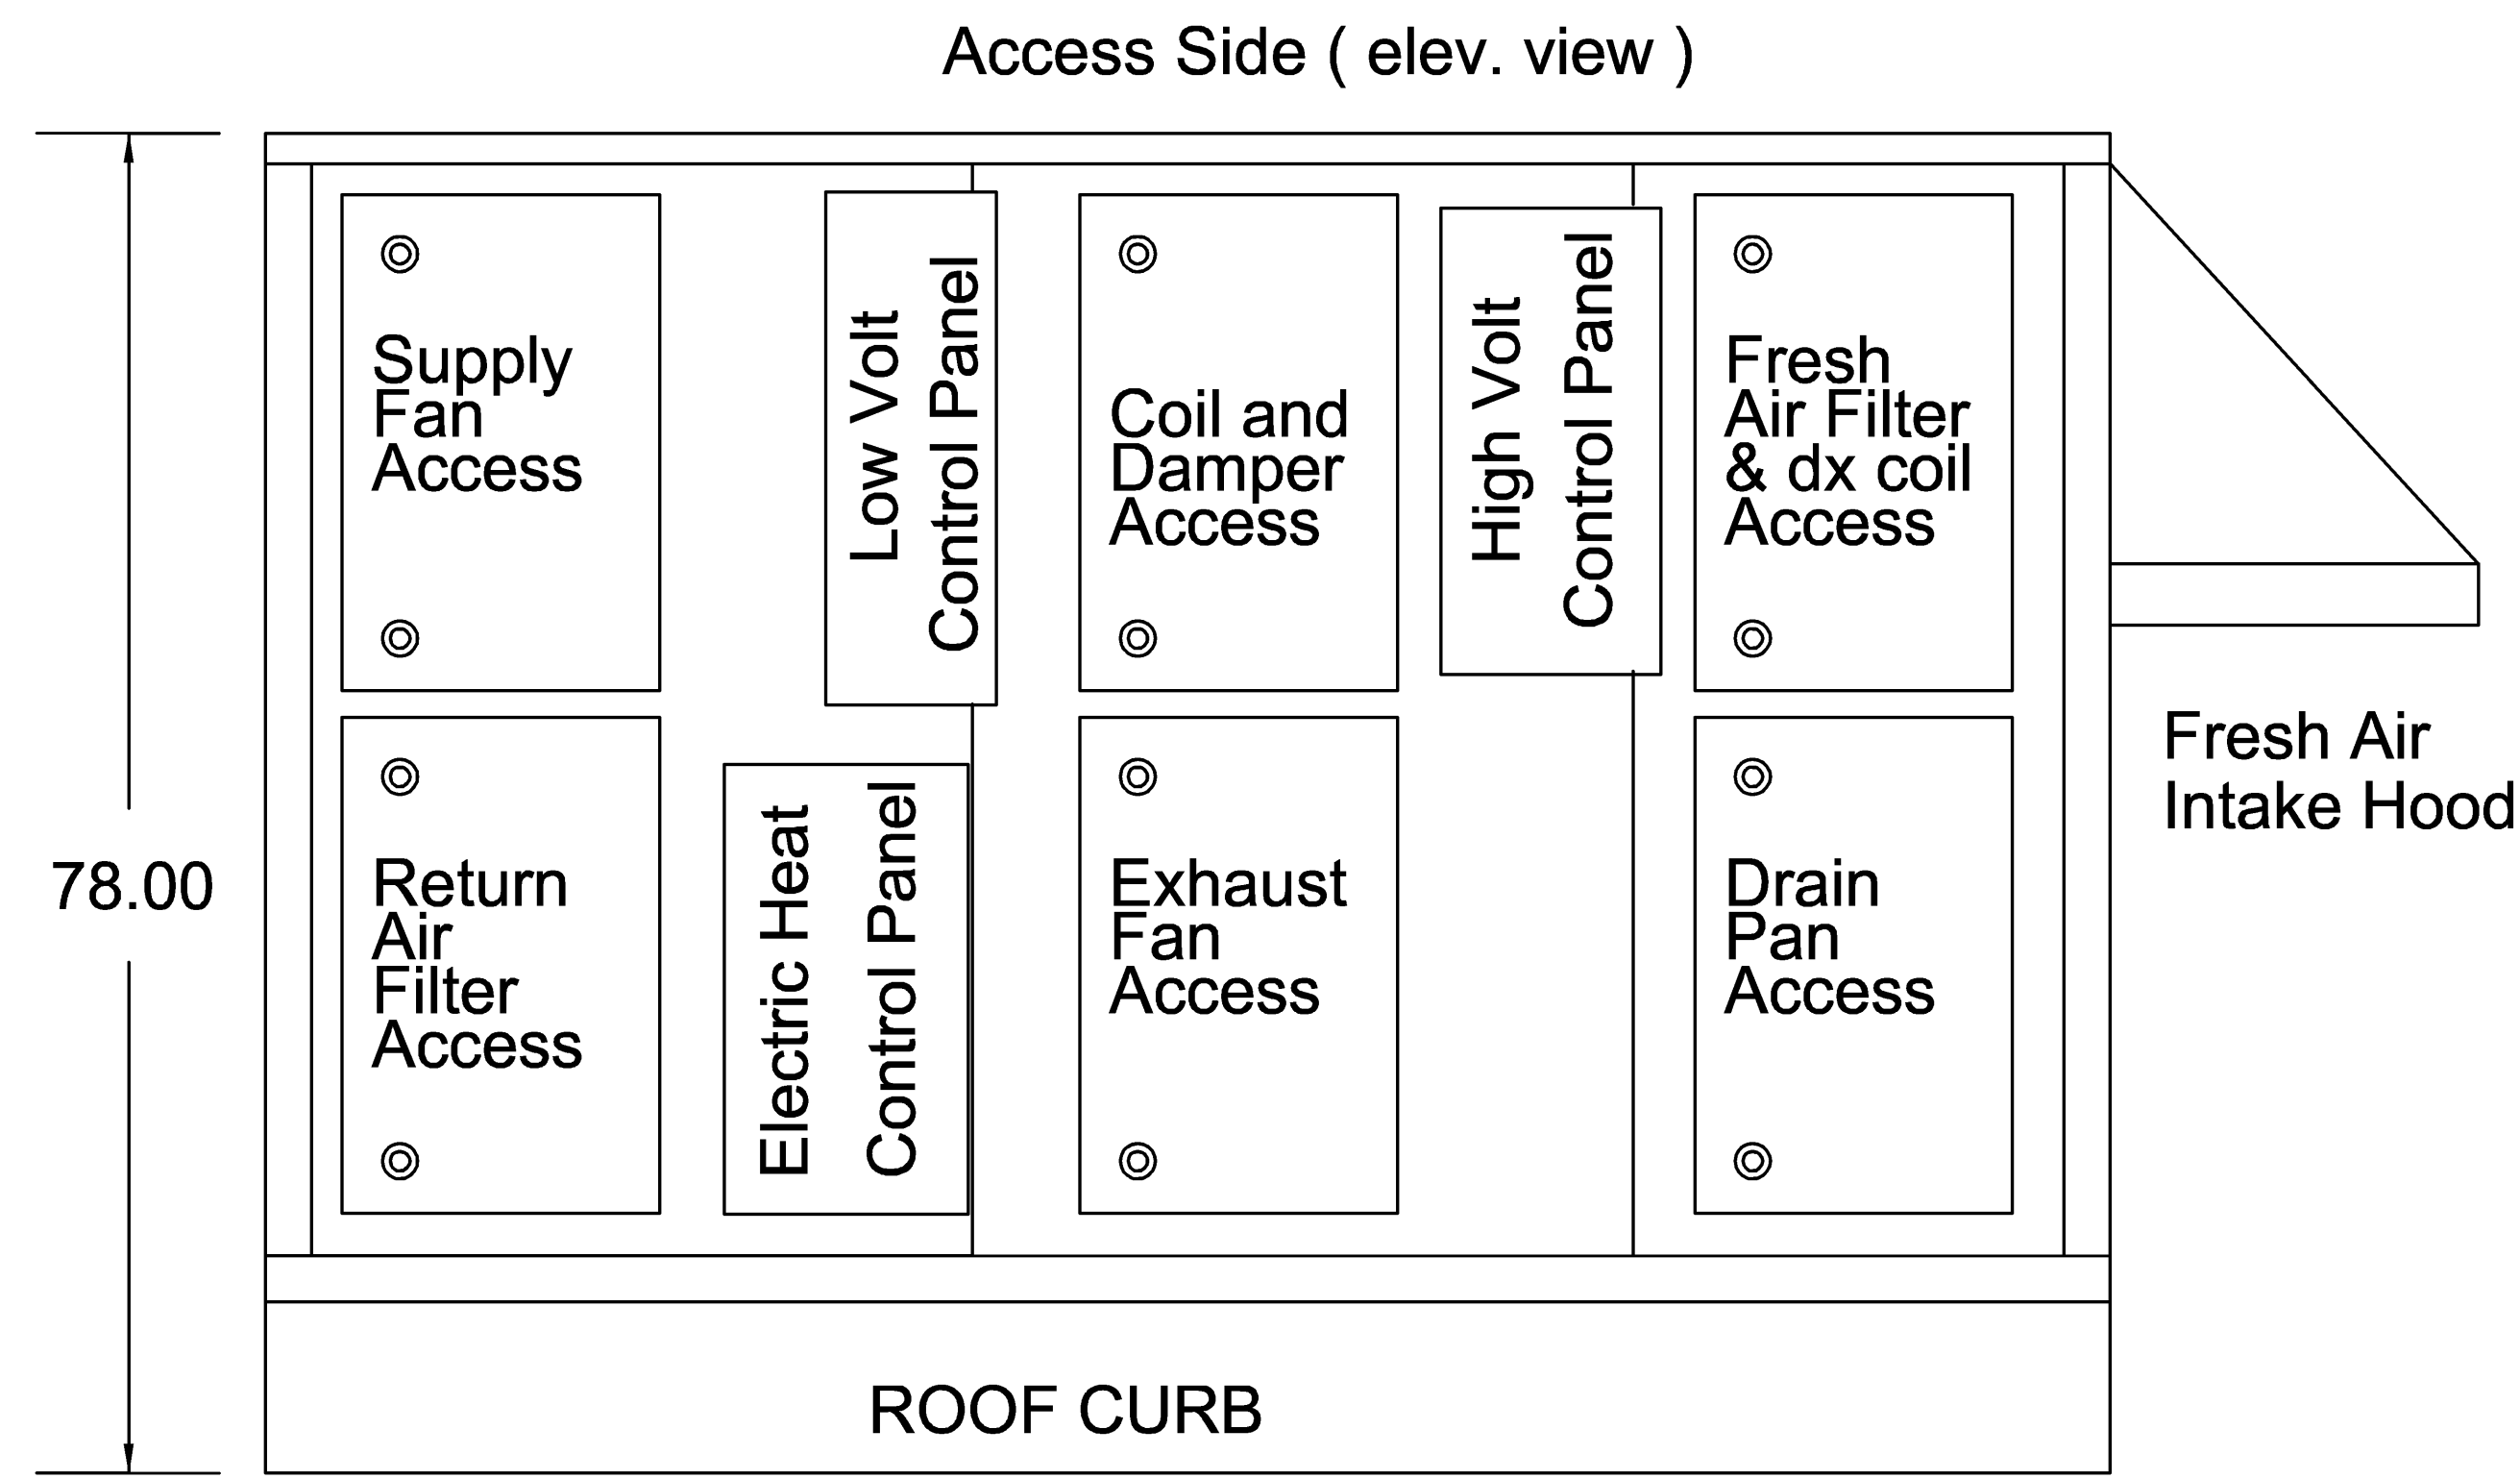 Access Side ( elev. view )
Supply
Fan
Access
Low Volt
Control Panel
Coil and
Damper
Access
High Volt
Control Panel
Fresh
Air Filter
& dx coil
Access
Fresh Air
Intake Hood
78.00
Return
Air
Filter
Access
Electric Heat
Control Panel
Exhaust
Fan
Access
Drain
Pan
Access
ROOF CURB